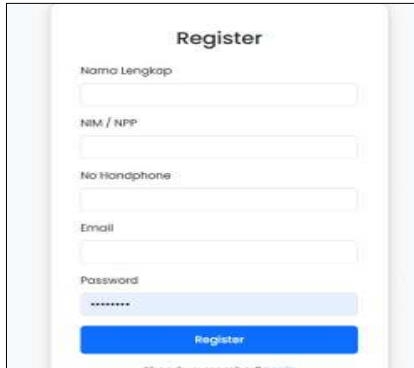 Register
Nama Lengkap
NIM / NPP
No Handphone
Email
Password
••••••••
Register